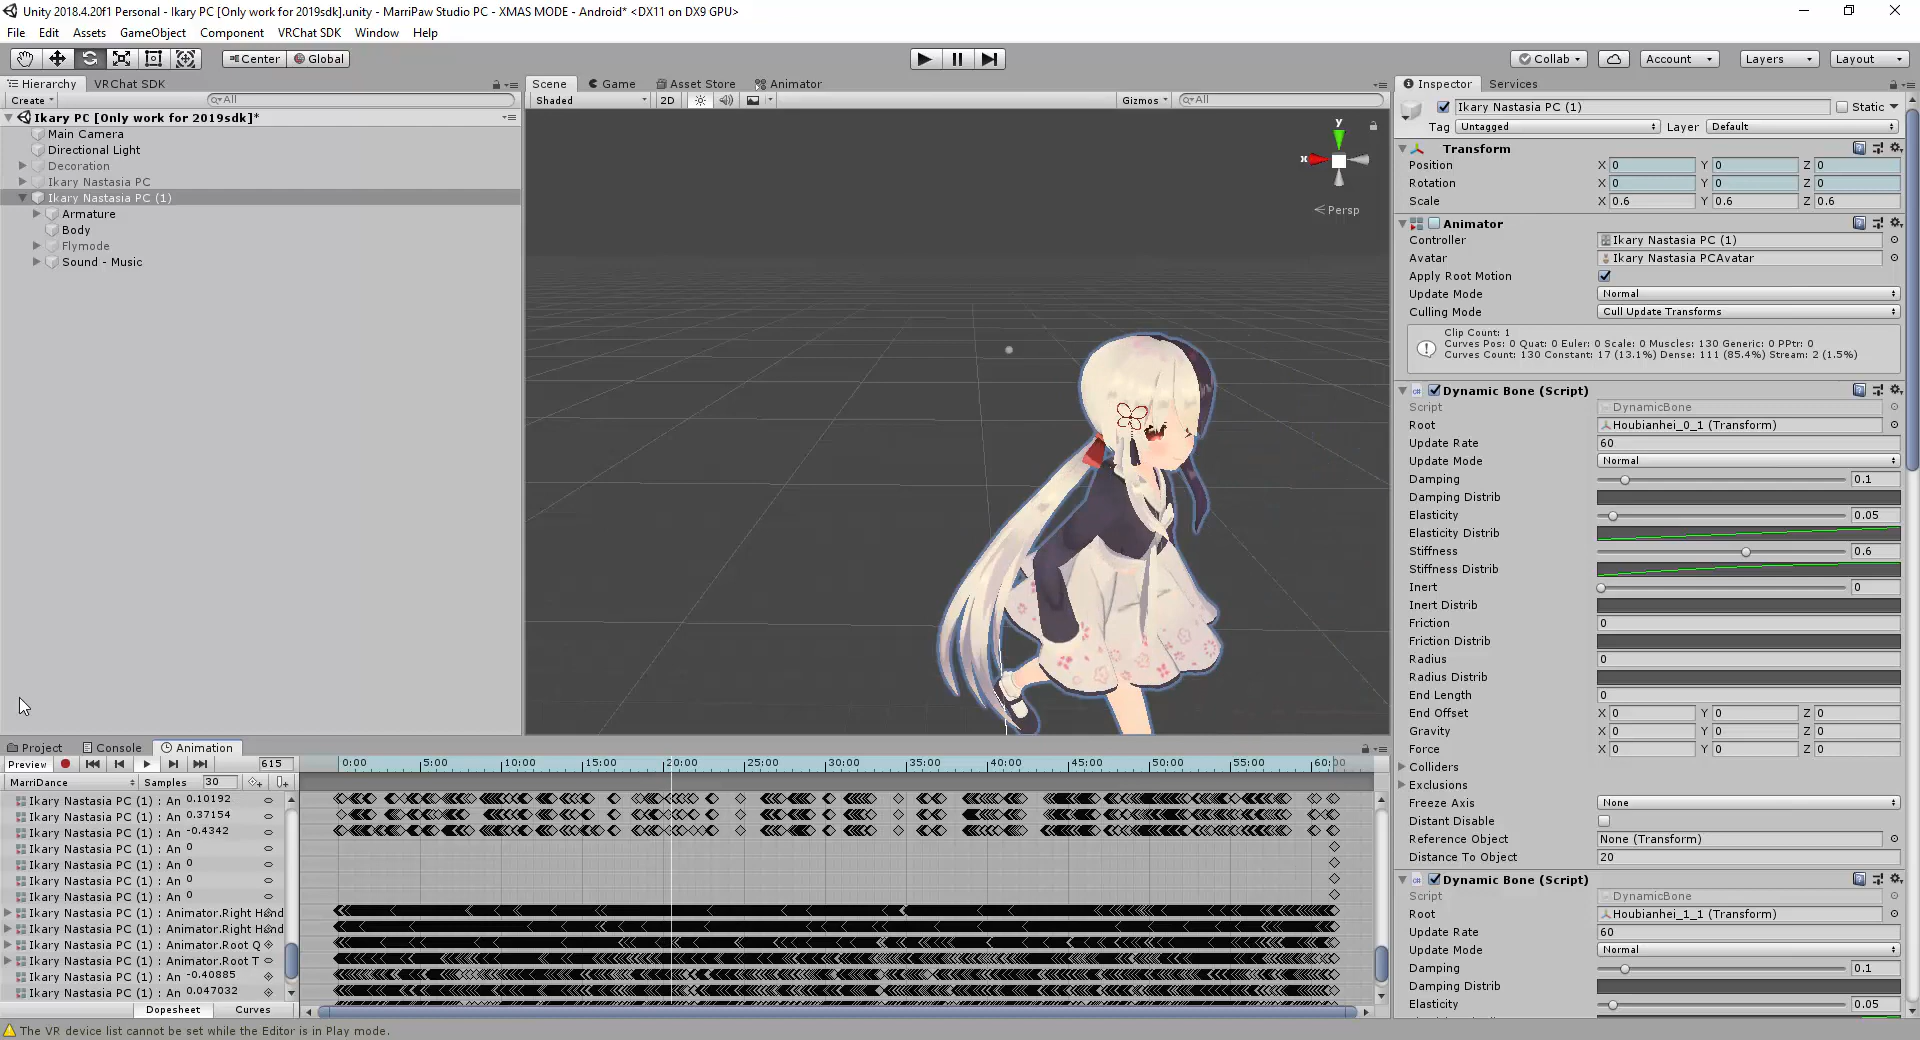 Unity 2018.4.20f1 Personal - Ikary PC [Only work for 2019sdk].unity - MarriPaw Studio PC - XMAS MODE - Android* <DX11 on DX9 GPU>
File Edit Assets GameObject Component VRChat SDK Window Help
Center Global Collab Account Layers Layout
Hierarchy VRChat SDK
Create All
Ikary PC [Only work for 2019sdk]*
Main Camera
Directional Light
Decoration
Ikary Nastasia PC
Ikary Nastasia PC (1)
Armature
Body
Flymode
Sound - Music
Scene Game Asset Store Animator
Shaded 2D Gizmos All
y
x
Persp
Inspector Services
Ikary Nastasia PC (1) Static
Tag Untagged Layer Default
Transform
Position X 0 Y 0 Z 0
Rotation X 0 Y 0 Z 0
Scale X 0.6 Y 0.6 Z 0.6
Animator
Controller Ikary Nastasia PC (1)
Avatar Ikary Nastasia PCAvatar
Apply Root Motion
Update Mode Normal
Culling Mode Cull Update Transforms
Clip Count: 1
Curves Pos: 0 Quat: 0 Euler: 0 Scale: 0 Muscles: 130 Generic: 0 PPtr: 0
Curves Count: 130 Constant: 17 (13.1%) Dense: 111 (85.4%) Stream: 2 (1.5%)
Dynamic Bone (Script)
Script DynamicBone
Root Houbianhei_0_1 (Transform)
Update Rate 60
Update Mode Normal
Damping 0.1
Damping Distrib
Elasticity 0.05
Elasticity Distrib
Stiffness 0.6
Stiffness Distrib
Inert 0
Inert Distrib
Friction 0
Friction Distrib
Radius 0
Radius Distrib
End Length 0
End Offset X 0 Y 0 Z 0
Gravity X 0 Y 0 Z 0
Force X 0 Y 0 Z 0
Colliders
Exclusions
Freeze Axis None
Distant Disable
Reference Object None (Transform)
Distance To Object 20
Dynamic Bone (Script)
Script DynamicBone
Root Houbianhei_1_1 (Transform)
Update Rate 60
Update Mode Normal
Damping 0.1
Damping Distrib
Elasticity 0.05
Project Console Animation
Preview 615 0:00 5:00 10:00 15:00 20:00 25:00 30:00 35:00 40:00 45:00 50:00 55:00 60:00
MarriDance Samples 30
Ikary Nastasia PC (1) : An 0.10192
Ikary Nastasia PC (1) : An 0.37154
Ikary Nastasia PC (1) : An -0.4342
Ikary Nastasia PC (1) : An 0
Ikary Nastasia PC (1) : An 0
Ikary Nastasia PC (1) : An 0
Ikary Nastasia PC (1) : An 0
Ikary Nastasia PC (1) : Animator.Right Hand
Ikary Nastasia PC (1) : Animator.Right Hand
Ikary Nastasia PC (1) : Animator.Root Q
Ikary Nastasia PC (1) : Animator.Root T
Ikary Nastasia PC (1) : An -0.40885
Ikary Nastasia PC (1) : An 0.047032
Dopesheet Curves
The VR device list cannot be set while the Editor is in Play mode.